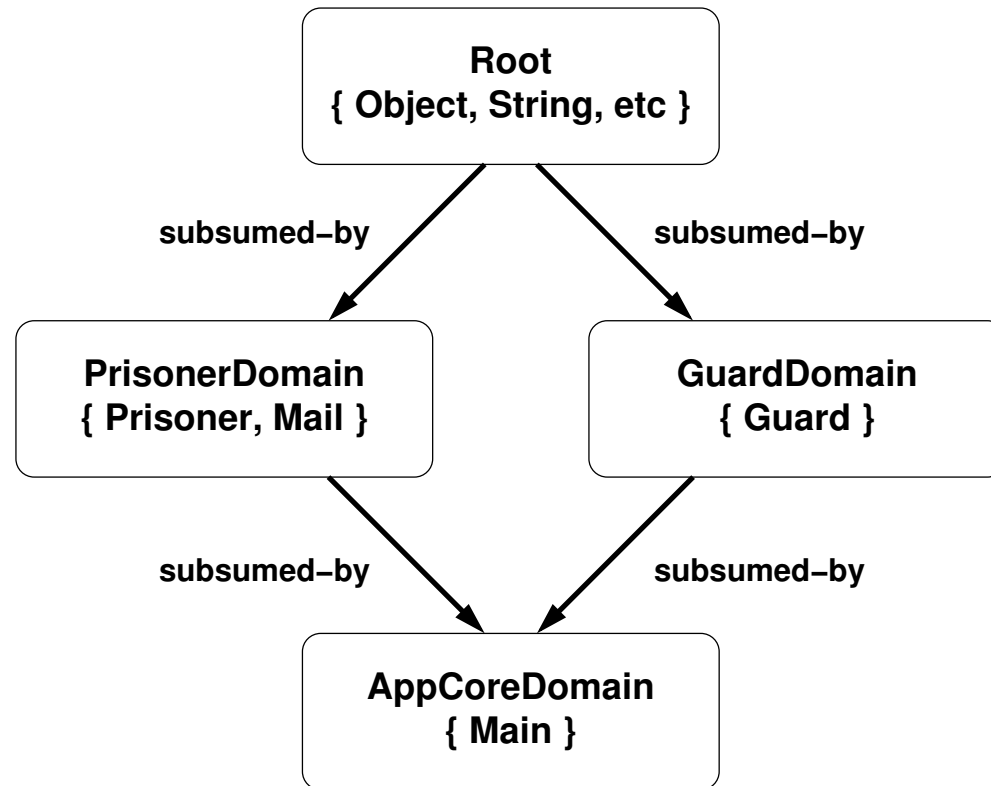 Root
{ Object, String, etc }
subsumed−by
subsumed−by
PrisonerDomain
{ Prisoner, Mail }
GuardDomain
{ Guard }
subsumed−by
subsumed−by
AppCoreDomain
{ Main }